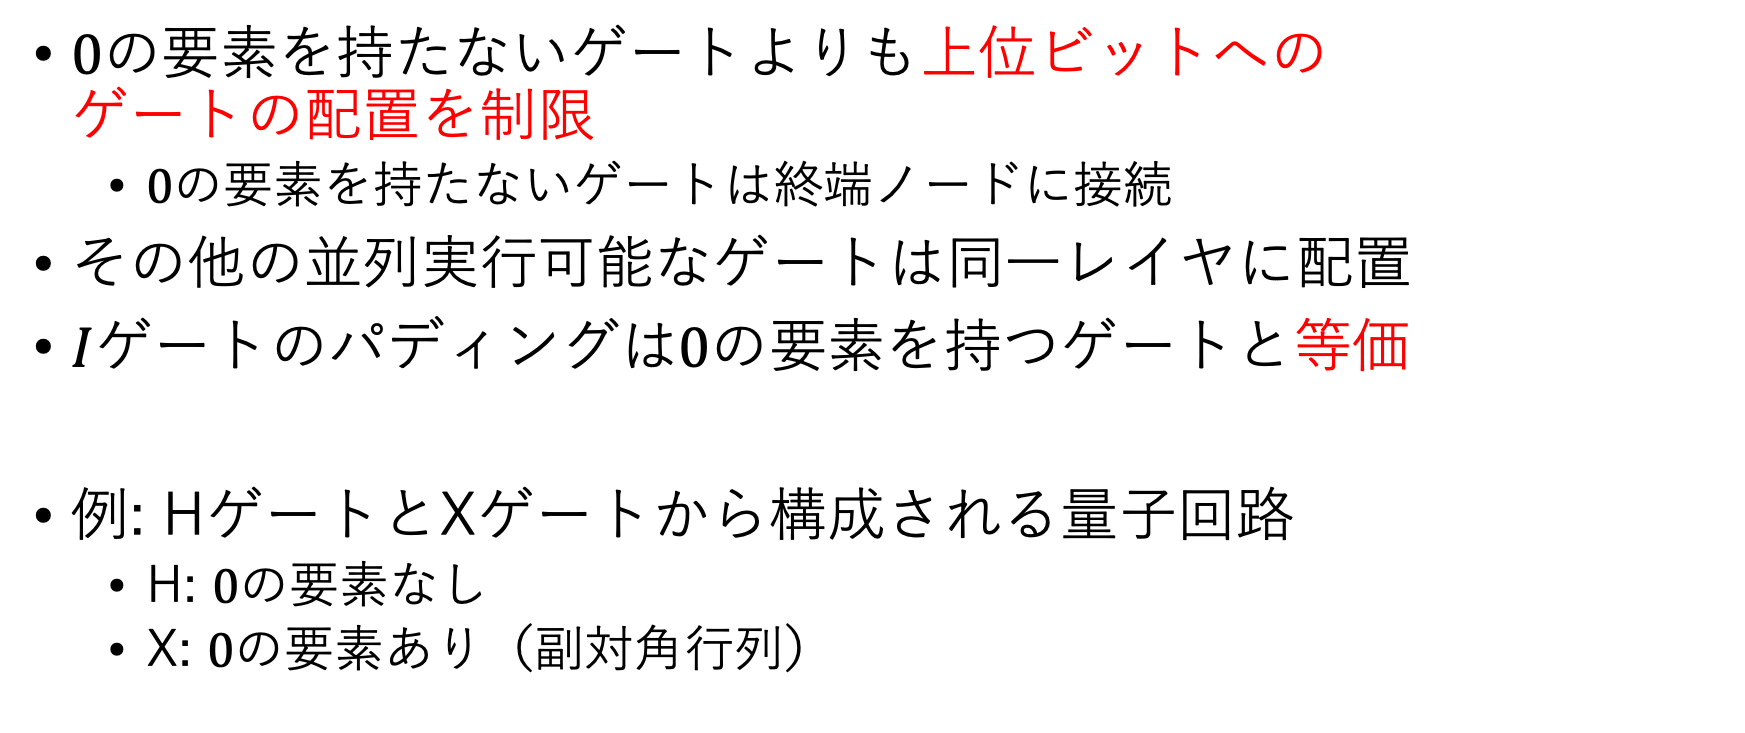 • 0の要素を持たないゲートよりも上位ビットへの
ゲートの配置を制限
• 0の要素を持たないゲートは終端ノードに接続
• その他の並列実行可能なゲートは同一レイヤに配置
• Iゲートのパディングは0の要素を持つゲートと等価
• 例: HゲートとXゲートから構成される量子回路
• H: 0の要素なし
• X: 0の要素あり（副対角行列）